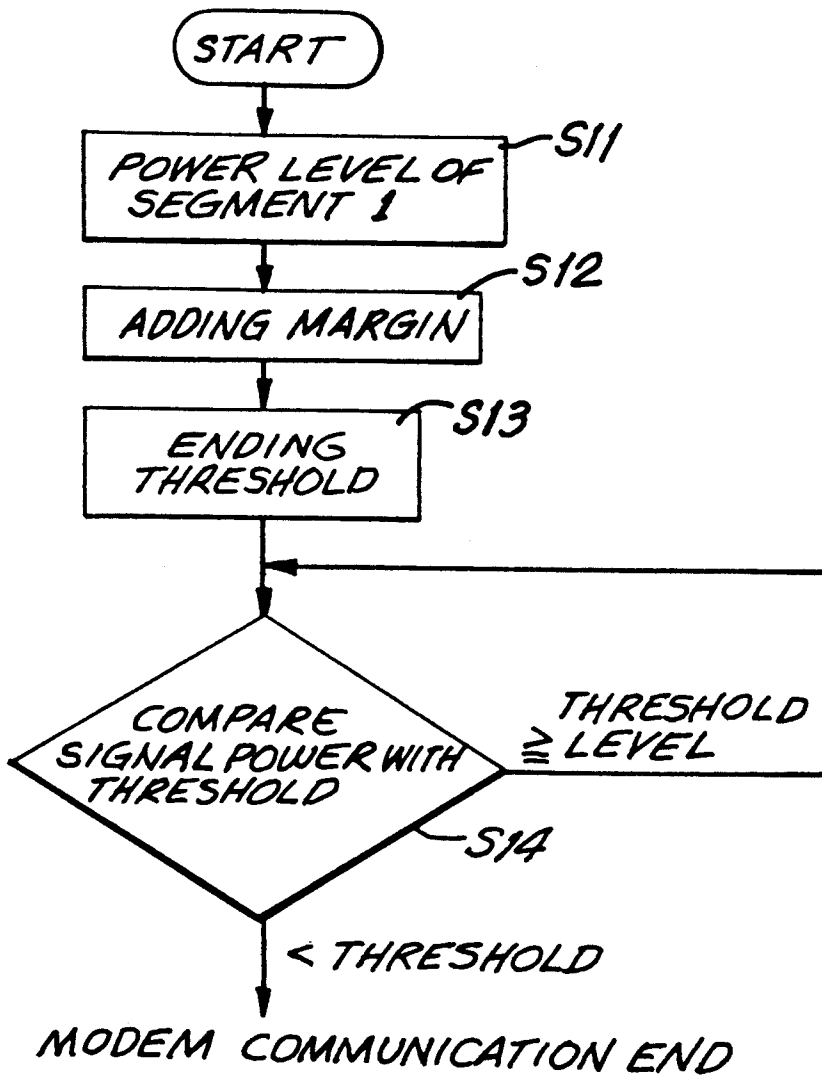 START
S11
POWER LEVEL OF
SEGMENT 1
S12
ADDING MARGIN
S13
ENDING
THRESHOLD
COMPARE
SIGNAL POWER WITH
THRESHOLD
THRESHOLD
≧ LEVEL
S14
< THRESHOLD
MODEM COMMUNICATION END